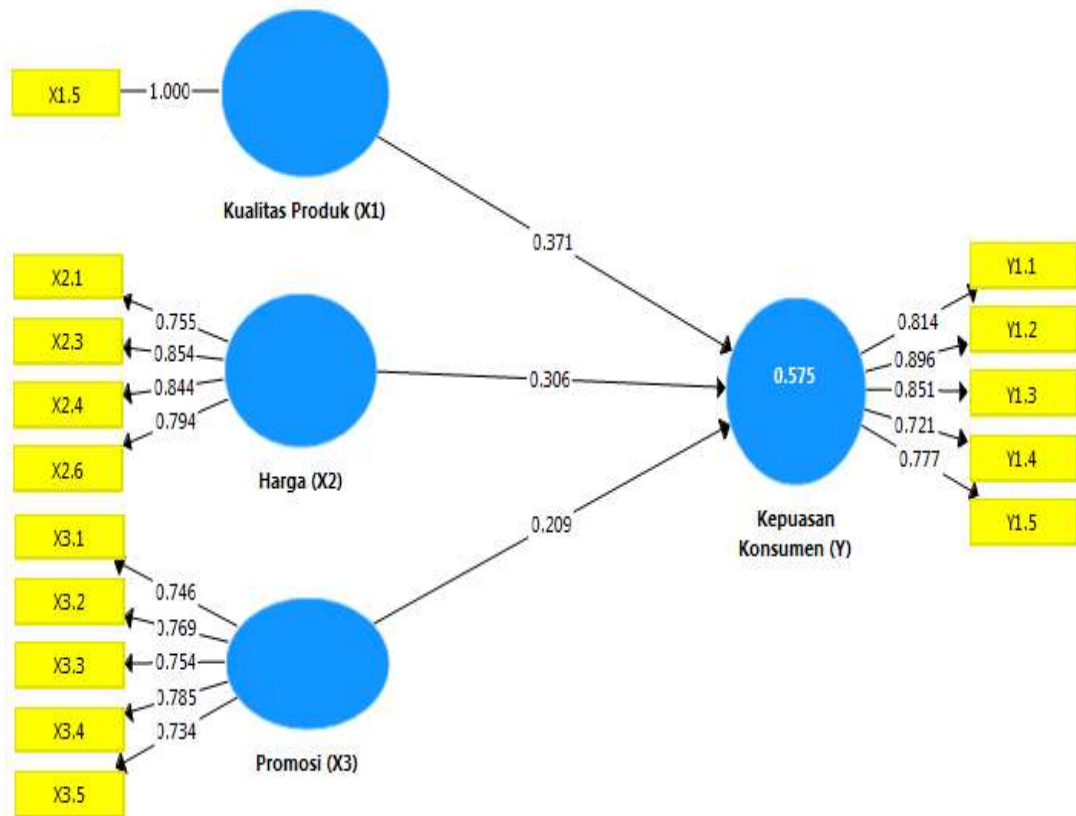 X1.5
1.000
Kualitas Produk (X1)
0.371
X2.1
X2.3
X2.4
X2.6
0.755
0.854
0.844
0.794
Harga (X2)
0.306
X3.1
X3.2
X3.3
X3.4
X3.5
0.746
0.769
0.754
0.785
0.734
Promosi (X3)
0.209
0.575
Kepuasan
Konsumen (Y)
0.814
0.896
0.851
0.721
0.777
Y1.1
Y1.2
Y1.3
Y1.4
Y1.5